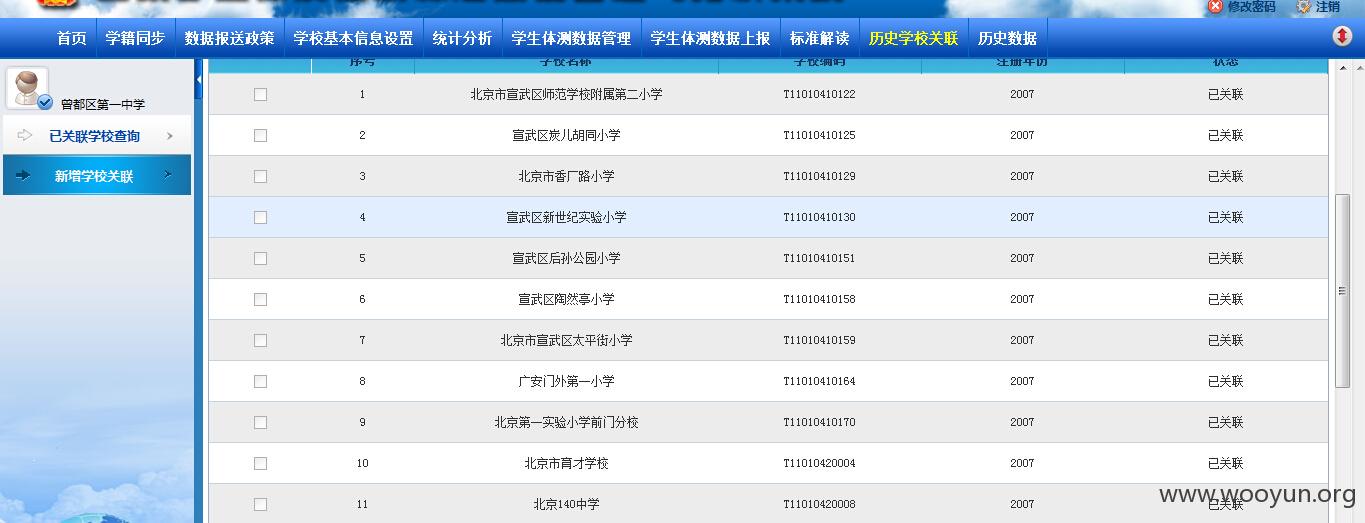 修改密码 注销
首页 学籍同步 数据报送政策 学校基本信息设置 统计分析 学生体测数据管理 学生体测数据上报 标准解读 历史学校关联 历史数据
曾都区第一中学
已关联学校查询
新增学校关联
序号 学校名称 学校编码 注册年份 状态
1 北京市宣武区师范学校附属第二小学 T11010410122 2007 已关联
2 宣武区炭儿胡同小学 T11010410125 2007 已关联
3 北京市香厂路小学 T11010410129 2007 已关联
4 宣武区新世纪实验小学 T11010410130 2007 已关联
5 宣武区后孙公园小学 T11010410151 2007 已关联
6 宣武区陶然亭小学 T11010410158 2007 已关联
7 北京市宣武区太平街小学 T11010410159 2007 已关联
8 广安门外第一小学 T11010410164 2007 已关联
9 北京第一实验小学前门分校 T11010410170 2007 已关联
10 北京市育才学校 T11010420004 2007 已关联
11 北京140中学 T11010420008 2007 已关联
www.wooyun.org